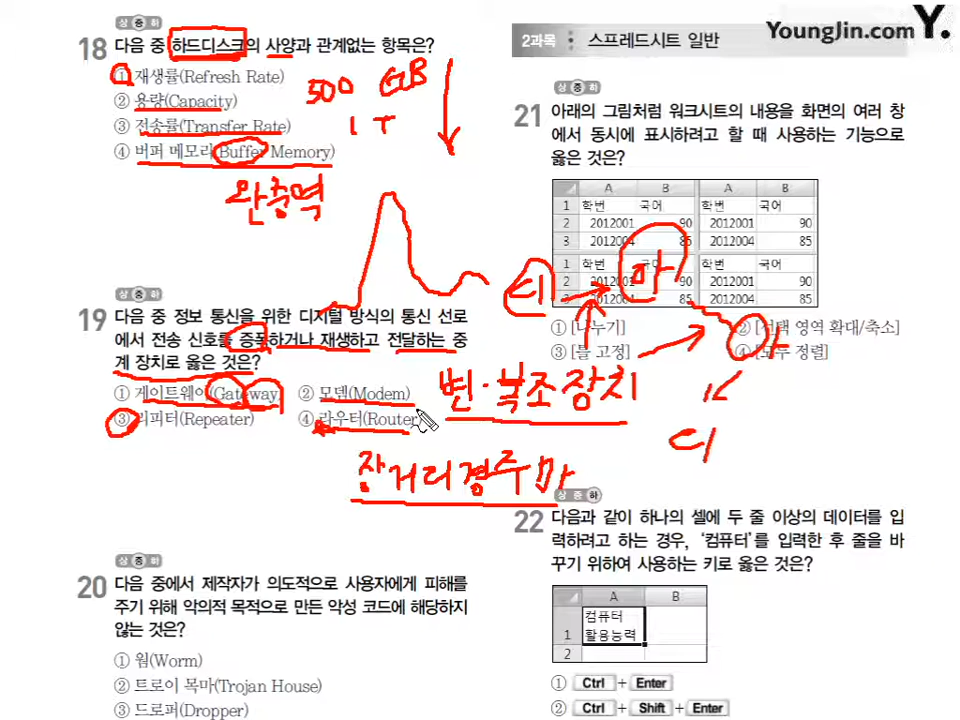 상 중 하
18 다음 중 하드디스크의 사양과 관계없는 항목은?
① 재생률(Refresh Rate)
② 용량(Capacity)
③ 전송률(Transfer Rate)
④ 버퍼 메모리(Buffer Memory)
500 GB
1 T
완충역
상 중 하
19 다음 중 정보 통신을 위한 디지털 방식의 통신 선로
에서 전송 신호를 증폭하거나 재생하고 전달하는 중
계 장치로 옳은 것은?
① 게이트웨이(Gateway)
② 모뎀(Modem)
③ 리피터(Repeater)
④ 라우터(Router)
변·복조장치
장거리경주마
상 중 하
20 다음 중에서 제작자가 의도적으로 사용자에게 피해를
주기 위해 악의적 목적으로 만든 악성 코드에 해당하지
않는 것은?
① 웜(Worm)
② 트로이 목마(Trojan House)
③ 드로퍼(Dropper)
YoungJin.com Y.
2과목 스프레드시트 일반
상 중 하
21 아래의 그림처럼 워크시트의 내용을 화면의 여러 창
에서 동시에 표시하려고 할 때 사용하는 기능으로
옳은 것은?
A B A B
1 학번 국어 학번 국어
2 2012001 90 2012001 90
3 2012004 85 2012004 85
1 학번 국어 학번 국어
2 2012001 90 2012001 90
3 2012004 85 2012004 85
디
아
아
디
① [나누기]
② [선택 영역 확대/축소]
③ [틀 고정]
④ [모두 정렬]
상 중 하
22 다음과 같이 하나의 셀에 두 줄 이상의 데이터를 입
력하려고 하는 경우, ‘컴퓨터’를 입력한 후 줄을 바
꾸기 위하여 사용하는 키로 옳은 것은?
A B
컴퓨터
1 활용능력
2
① Ctrl + Enter
② Ctrl + Shift + Enter